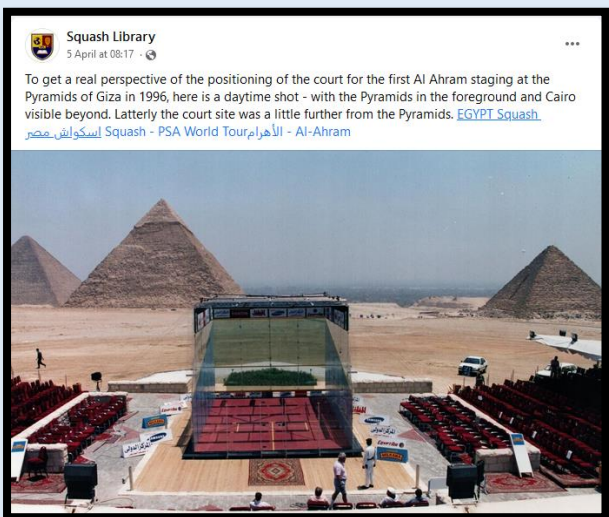 Squash Library
5 April at 08:17 ·
To get a real perspective of the positioning of the court for the first Al Ahram staging at the
Pyramids of Giza in 1996, here is a daytime shot - with the Pyramids in the foreground and Cairo
visible beyond. Latterly the court site was a little further from the Pyramids. EGYPT Squash
اسكواش مصر Squash - PSA World Tour الأهرام - Al-Ahram